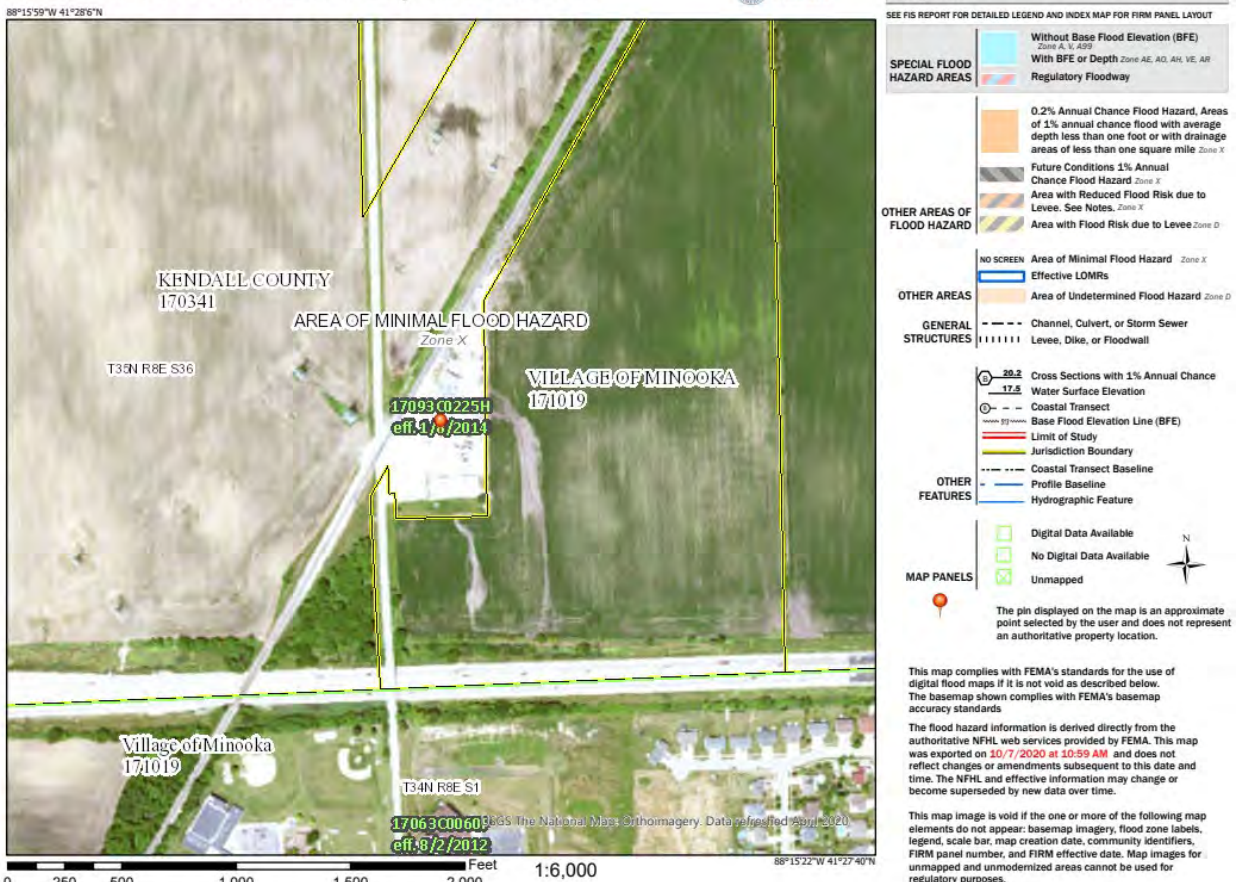 88°15'59"W 41°28'6"N
KENDALL COUNTY
170341
AREA OF MINIMAL FLOOD HAZARD
Zone X
T35N R8E S36
VILLAGE OF MINOOKA
171019
17093C0225H
eff. 1/8/2014
Village of Minooka
171019
T34N R8E S1
USGS The National Map: Orthoimagery. Data refreshed April 2020
eff. 8/2/2012
88°15'22"W 41°27'40"N
0 250 500 1,000 1,500 2,000 Feet 1:6,000
SEE FIS REPORT FOR DETAILED LEGEND AND INDEX MAP FOR FIRM PANEL LAYOUT
SPECIAL FLOOD
HAZARD AREAS
Without Base Flood Elevation (BFE)
Zone A, V, A99
With BFE or Depth Zone AE, AO, AH, VE, AR
Regulatory Floodway
0.2% Annual Chance Flood Hazard, Areas
of 1% annual chance flood with average
depth less than one foot or with drainage
areas of less than one square mile Zone X
Future Conditions 1% Annual
Chance Flood Hazard Zone X
Area with Reduced Flood Risk due to
Levee. See Notes. Zone X
Area with Flood Risk due to Levee Zone D
OTHER AREAS OF
FLOOD HAZARD
NO SCREEN Area of Minimal Flood Hazard Zone X
Effective LOMRs
OTHER AREAS
Area of Undetermined Flood Hazard Zone D
GENERAL
STRUCTURES
Channel, Culvert, or Storm Sewer
Levee, Dike, or Floodwall
B 20.2 Cross Sections with 1% Annual Chance
17.5 Water Surface Elevation
8 Coastal Transect
513 Base Flood Elevation Line (BFE)
Limit of Study
Jurisdiction Boundary
Coastal Transect Baseline
OTHER
FEATURES
Profile Baseline
Hydrographic Feature
Digital Data Available
No Digital Data Available
Unmapped
N
MAP PANELS
The pin displayed on the map is an approximate
point selected by the user and does not represent
an authoritative property location.
This map complies with FEMA's standards for the use of
digital flood maps if it is not void as described below.
The basemap shown complies with FEMA's basemap
accuracy standards
The flood hazard information is derived directly from the
authoritative NFHL web services provided by FEMA. This map
was exported on 10/7/2020 at 10:59 AM and does not
reflect changes or amendments subsequent to this date and
time. The NFHL and effective information may change or
become superseded by new data over time.
This map image is void if the one or more of the following map
elements do not appear: basemap imagery, flood zone labels,
legend, scale bar, map creation date, community identifiers,
FIRM panel number, and FIRM effective date. Map images for
unmapped and unmodernized areas cannot be used for
regulatory purposes.